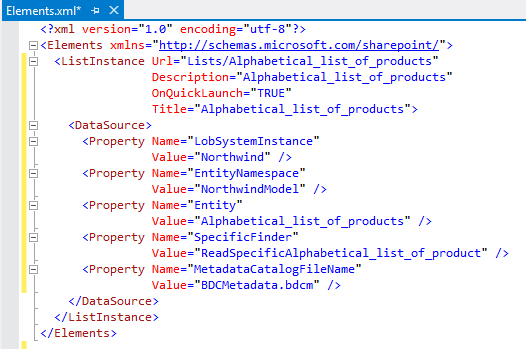 Elements.xml*
<?xml version="1.0" encoding="utf-8"?>
<Elements xmlns="http://schemas.microsoft.com/sharepoint/">
<ListInstance Url="Lists/Alphabetical_list_of_products"
Description="Alphabetical_list_of_products"
OnQuickLaunch="TRUE"
Title="Alphabetical_list_of_products">
<DataSource>
<Property Name="LobSystemInstance"
Value="Northwind" />
<Property Name="EntityNamespace"
Value="NorthwindModel" />
<Property Name="Entity"
Value="Alphabetical_list_of_products" />
<Property Name="SpecificFinder"
Value="ReadSpecificAlphabetical_list_of_product" />
<Property Name="MetadataCatalogFileName"
Value="BDCMetadata.bdcm" />
</DataSource>
</ListInstance>
</Elements>